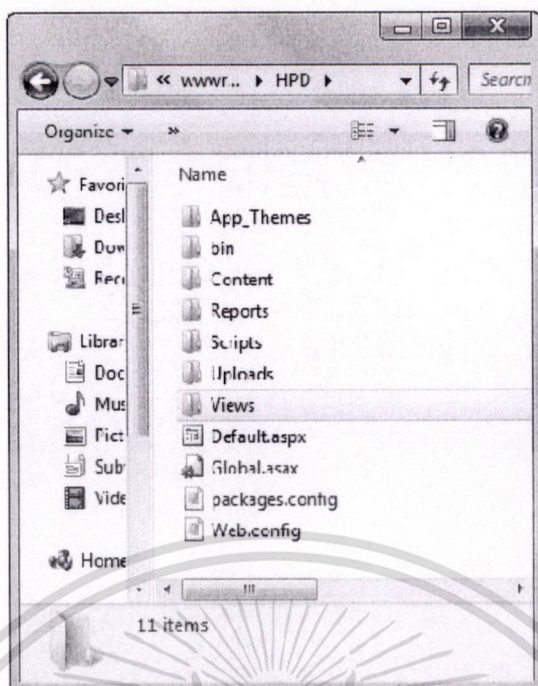 « wwwr... ▸ HPD ▸
Search
Organize
»
Favori
Desl
Dow
Rec
Librar
Doc
Mus
Pict
Sub
Vide
Home
Name
App_Themes
bin
Content
Reports
Scripts
Uploads
Views
Default.aspx
Global.asax
packages.config
Web.config
11 items